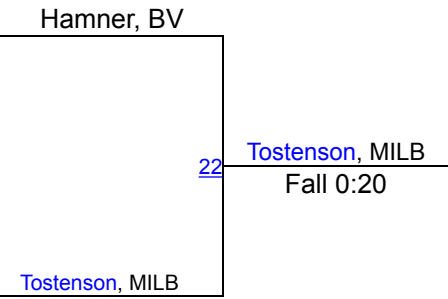 Hamner, BV
22
Tostenson, MILB
Fall 0:20
Tostenson, MILB